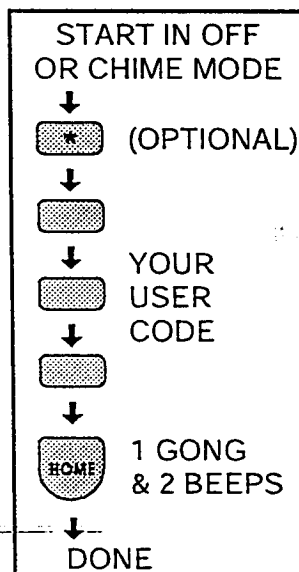 START IN OFF
OR CHIME MODE
*
(OPTIONAL)
YOUR
USER
CODE
HOME
1 GONG
& 2 BEEPS
DONE